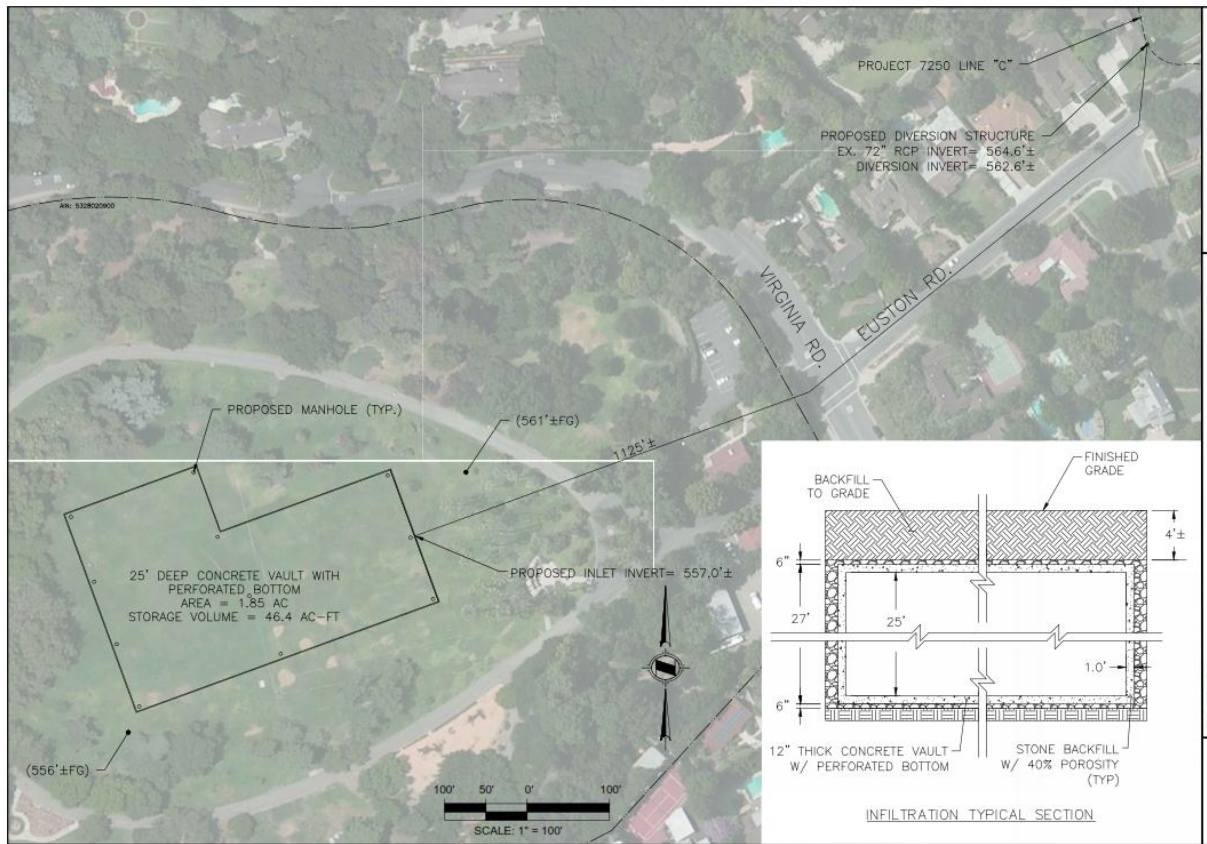 PROJECT 7250 LINE "C"
PROPOSED DIVERSION STRUCTURE
EX. 72" RCP INVERT= 564.6'±
DIVERSION INVERT= 562.6'±
AIN: 5328020900
VIRGINIA RD.
EUSTON RD.
PROPOSED MANHOLE (TYP.)
(561'±FG)
1125'±
25' DEEP CONCRETE VAULT WITH
PERFORATED BOTTOM
AREA = 1.85 AC
STORAGE VOLUME = 46.4 AC-FT
PROPOSED INLET INVERT= 557.0'±
(556'±FG)
100' 50' 0' 100'
SCALE: 1" = 100'
FINISHED
GRADE
BACKFILL
TO GRADE
4'±
6"
27'
25'
1.0'
6"
12" THICK CONCRETE VAULT
W/ PERFORATED BOTTOM
STONE BACKFILL
W/ 40% POROSITY
(TYP)
INFILTRATION TYPICAL SECTION